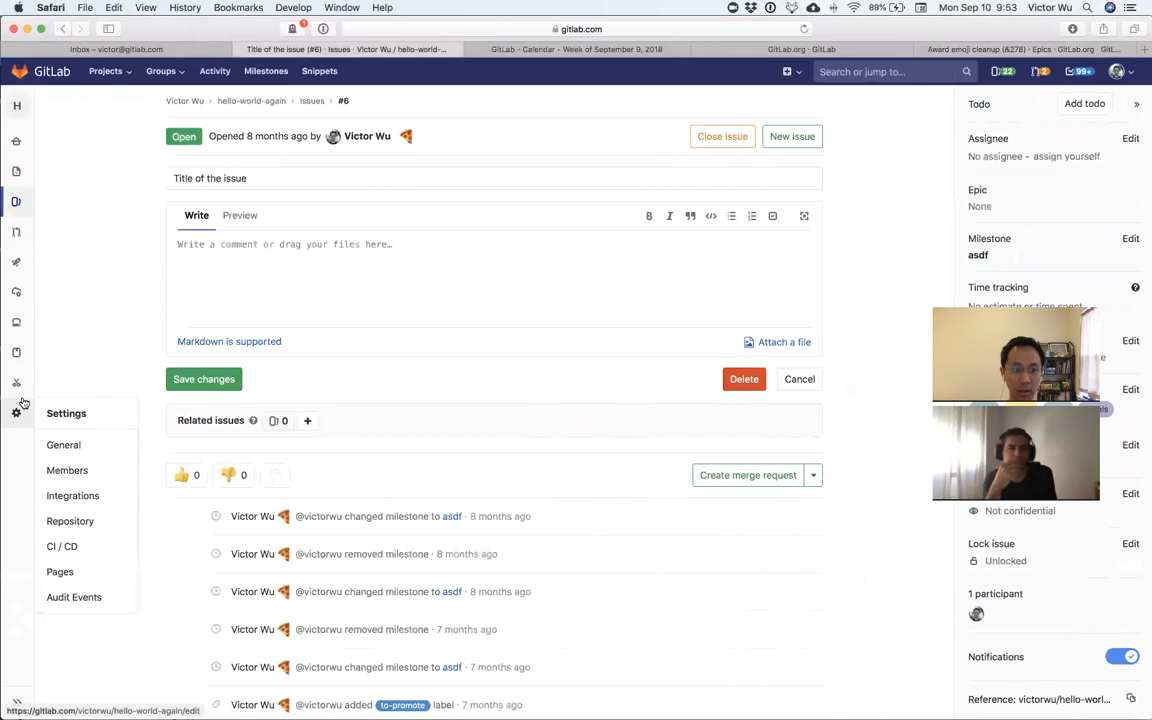 Safari File Edit View History Bookmarks Develop Window Help 89% Mon Sep 10 9:53 Victor Wu
1 gitlab.com
Inbox – victor@gitlab.com
Title of the issue (#6) · Issues · Victor Wu / hello-world-...
GitLab - Calendar - Week of September 9, 2018
GitLab.org · GitLab
Award emoji cleanup (&278) · Epics · GitLab.org · GitL...
GitLab Projects Groups Activity Milestones Snippets
Search or jump to... 22 2 99+
H
Victor Wu › hello-world-again › Issues › #6
Open Opened 8 months ago by Victor Wu
Close issue New issue
Title of the issue
Write Preview
Write a comment or drag your files here…
Markdown is supported
Attach a file
Save changes
Delete Cancel
Related issues 0 +
👍 0 👎 0
Create merge request
Victor Wu 🍕 @victorwu changed milestone to asdf · 8 months ago
Victor Wu 🍕 @victorwu removed milestone · 8 months ago
Victor Wu 🍕 @victorwu changed milestone to asdf · 8 months ago
Victor Wu 🍕 @victorwu removed milestone · 7 months ago
Victor Wu 🍕 @victorwu changed milestone to asdf · 7 months ago
Victor Wu 🍕 @victorwu added to-promote label · 7 months ago
Settings
General
Members
Integrations
Repository
CI / CD
Pages
Audit Events
https://gitlab.com/victorwu/hello-world-again/edit
Todo Add todo »
Assignee Edit
No assignee - assign yourself
Epic
None
Milestone Edit
asdf
Time tracking
No estimate or time spent
Edit
Edit
Edit
Edit
Not confidential
Lock issue Edit
Unlocked
1 participant
Notifications
Reference: victorwu/hello-worl...